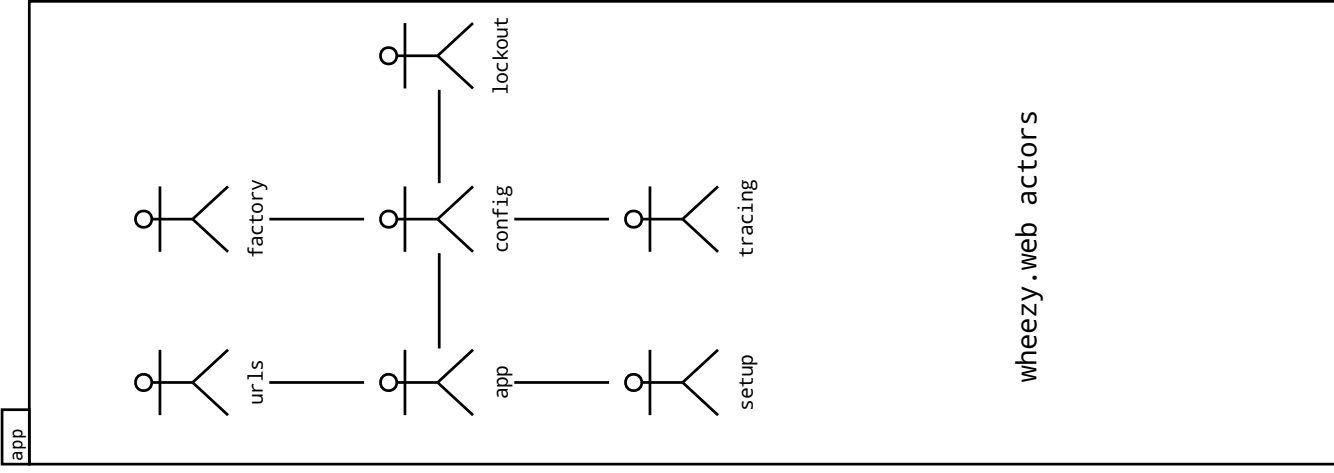 app
urls
factory
app
config
lockout
setup
tracing
wheezy.web actors